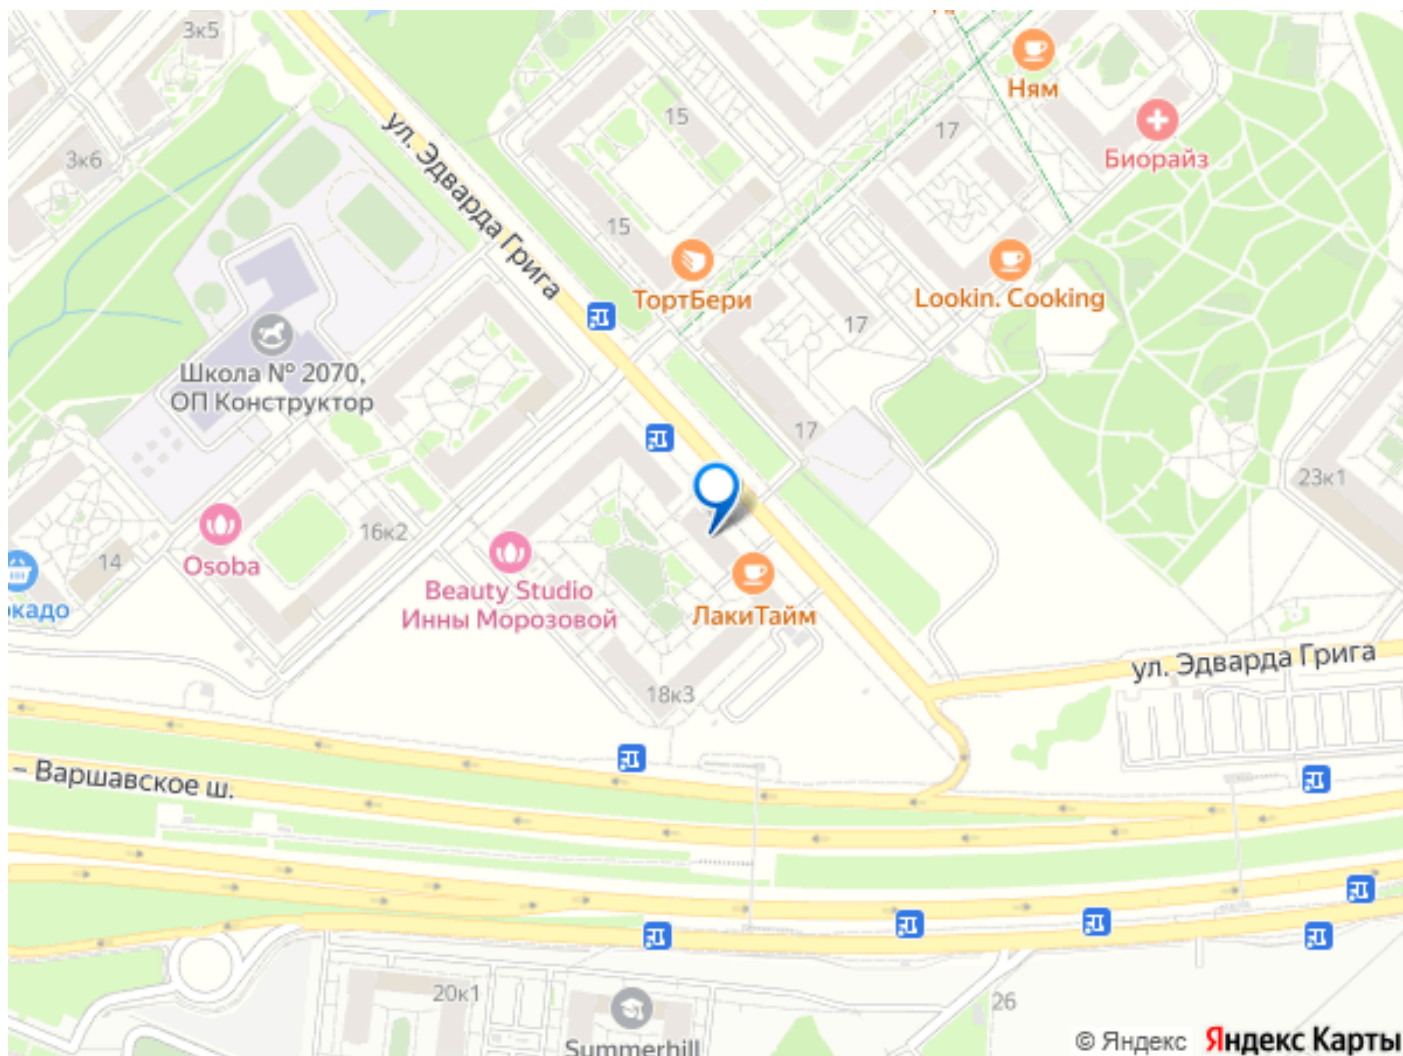 3к5
Ням
15
17
Биорайз
3к6
ул. Эдварда Грига
15
ТортБери
Lookin. Cooking
17
Школа № 2070,
ОП Конструктор
17
23к1
16к2
14
Osoba
Beauty Studio
Инны Морозовой
ЛакиТайм
окадо
ул. Эдварда Грига
18к3
– Варшавское ш.
20к1
26
Summerhill
© Яндекс Яндекс Карты